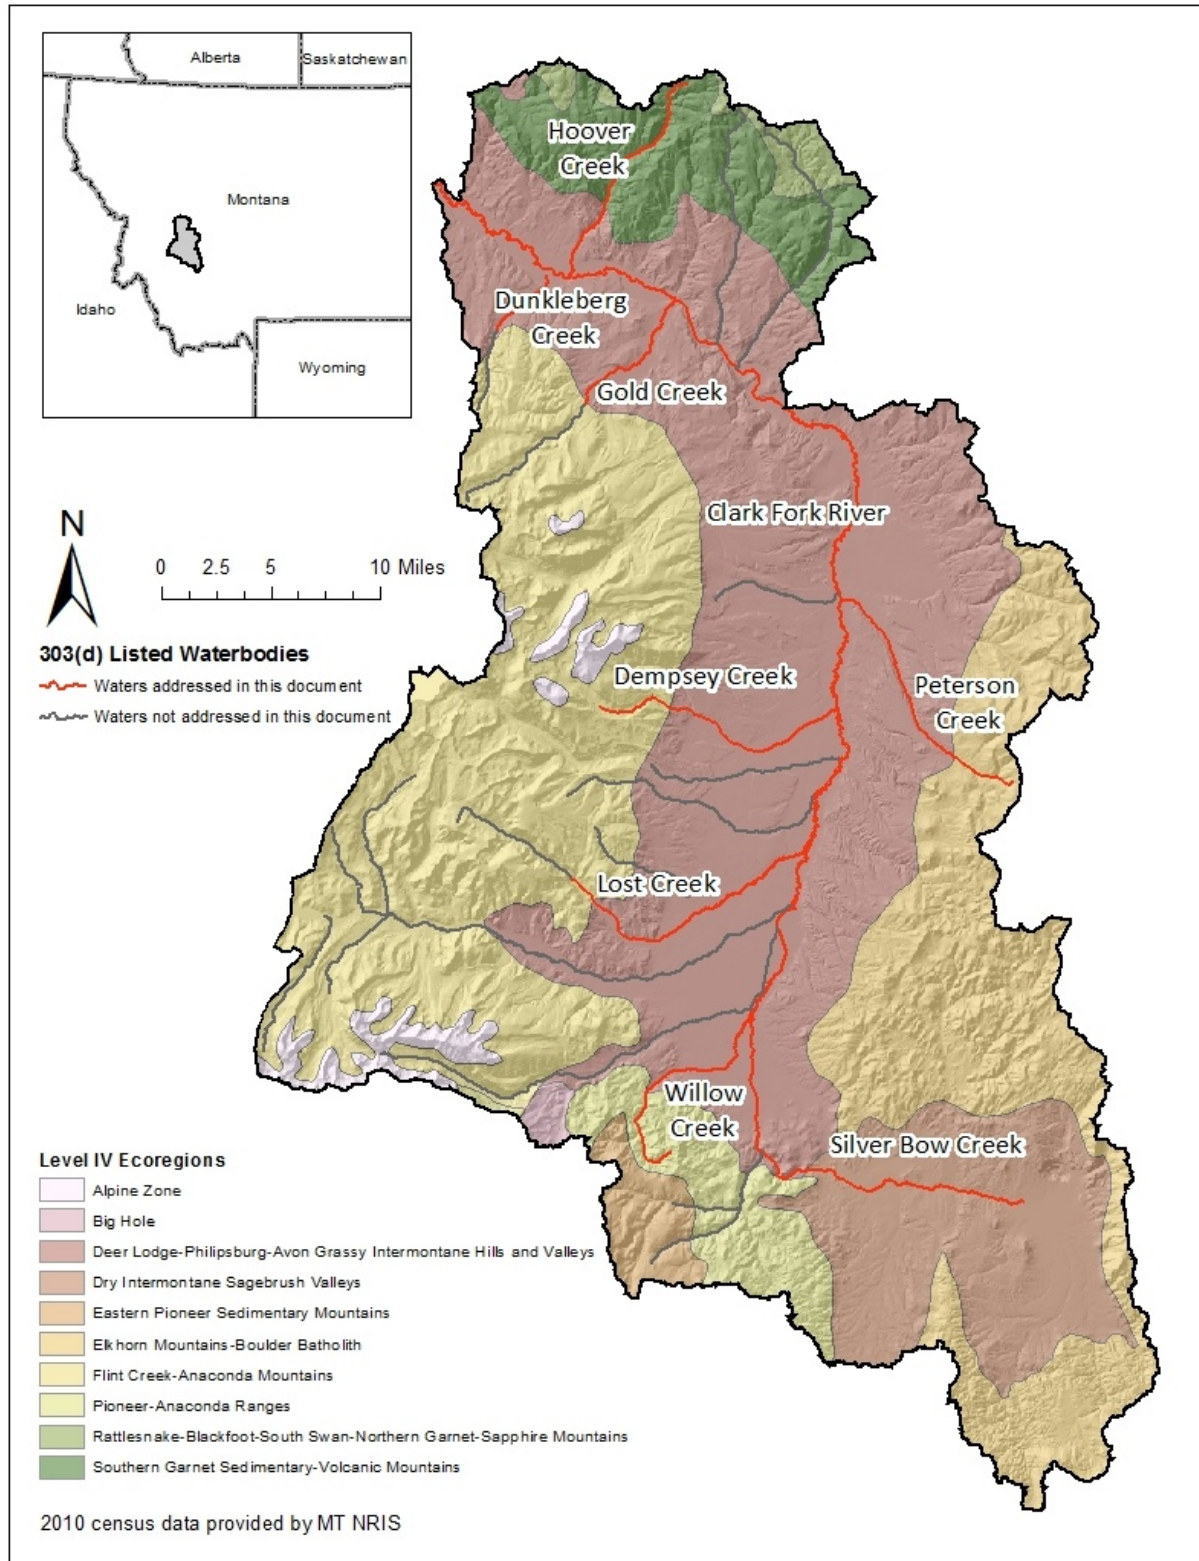 Alberta
Saskatchewan
Montana
Idaho
Wyoming
Hoover
Creek
Dunkleberg
Creek
Gold Creek
Clark Fork River
N
0 2.5 5 10 Miles
303(d) Listed Waterbodies
Waters addressed in this document
Waters not addressed in this document
Dempsey Creek
Peterson
Creek
Lost Creek
Willow
Creek
Silver Bow Creek
Level IV Ecoregions
Alpine Zone
Big Hole
Deer Lodge-Philipsburg-Avon Grassy Intermontane Hills and Valleys
Dry Intermontane Sagebrush Valleys
Eastern Pioneer Sedimentary Mountains
Elkhorn Mountains-Boulder Batholith
Flint Creek-Anaconda Mountains
Pioneer-Anaconda Ranges
Rattlesnake-Blackfoot-South Swan-Northern Garnet-Sapphire Mountains
Southern Garnet Sedimentary-Volcanic Mountains
2010 census data provided by MT NRIS